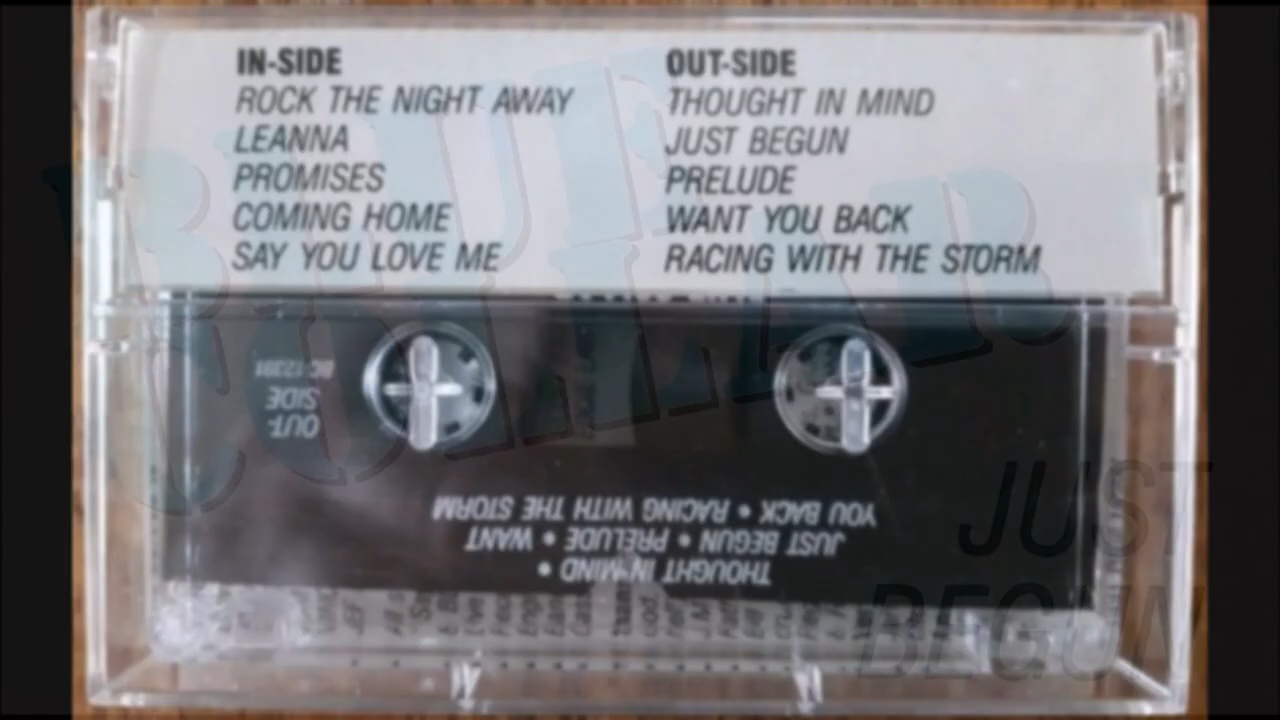 IN-SIDE
ROCK THE NIGHT AWAY
LEANNA
PROMISES
COMING HOME
SAY YOU LOVE ME
OUT-SIDE
THOUGHT IN MIND
JUST BEGUN
PRELUDE
WANT YOU BACK
RACING WITH THE STORM
BLUE
COLLAR
OUT-
SIDE
THOUGHT IN MIND •
JUST BEGUN • PRELUDE • WANT
YOU BACK • RACING WITH THE STORM
JUST
BEGUN